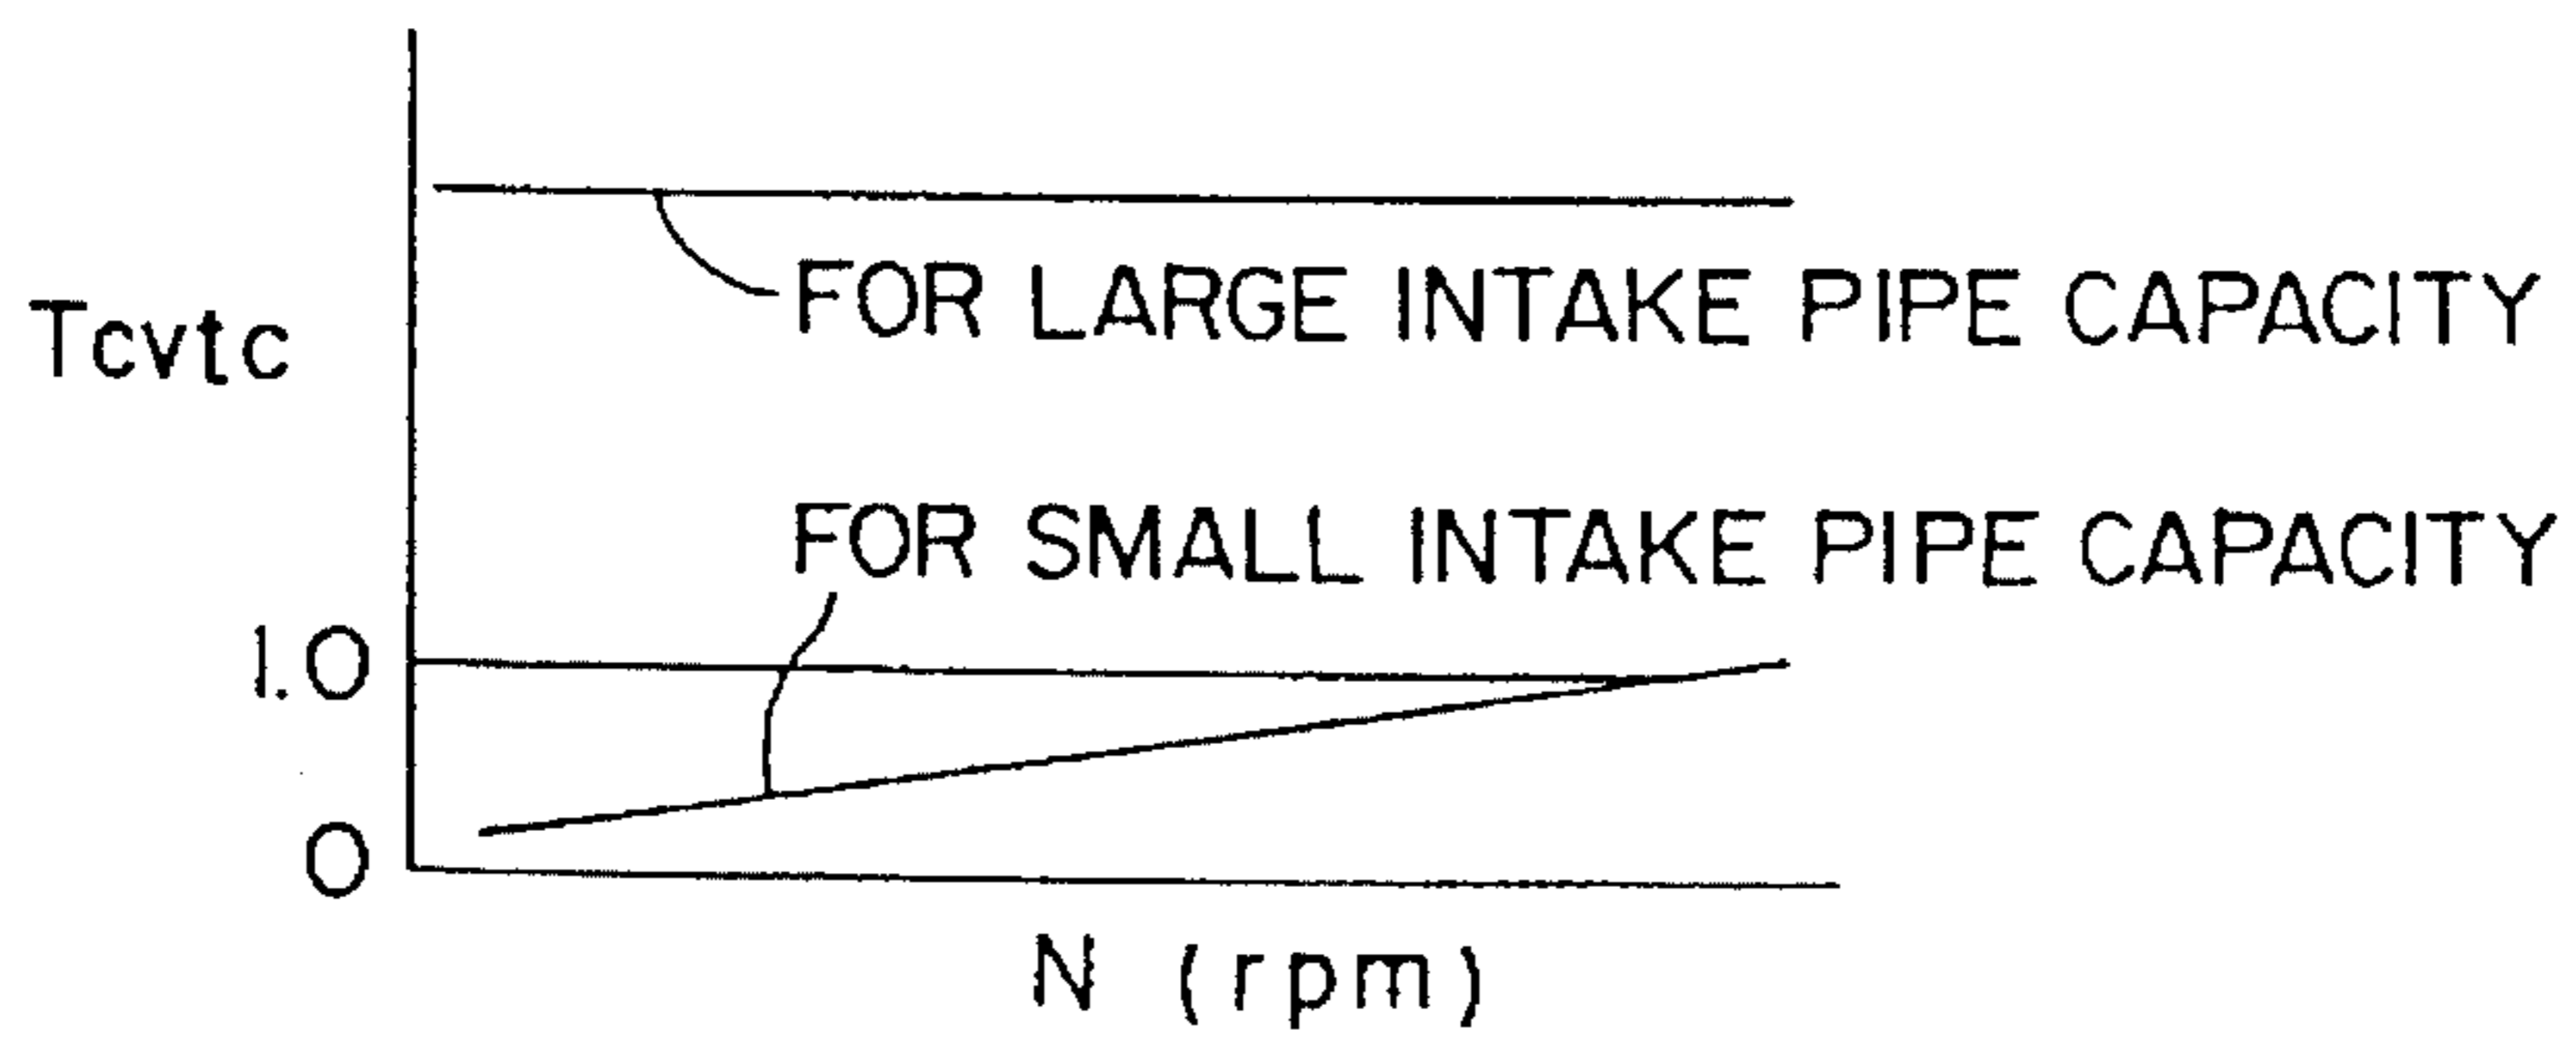 FOR LARGE INTAKE PIPE CAPACITY
Tcvtc
FOR SMALL INTAKE PIPE CAPACITY
1.0
0
N (rpm)